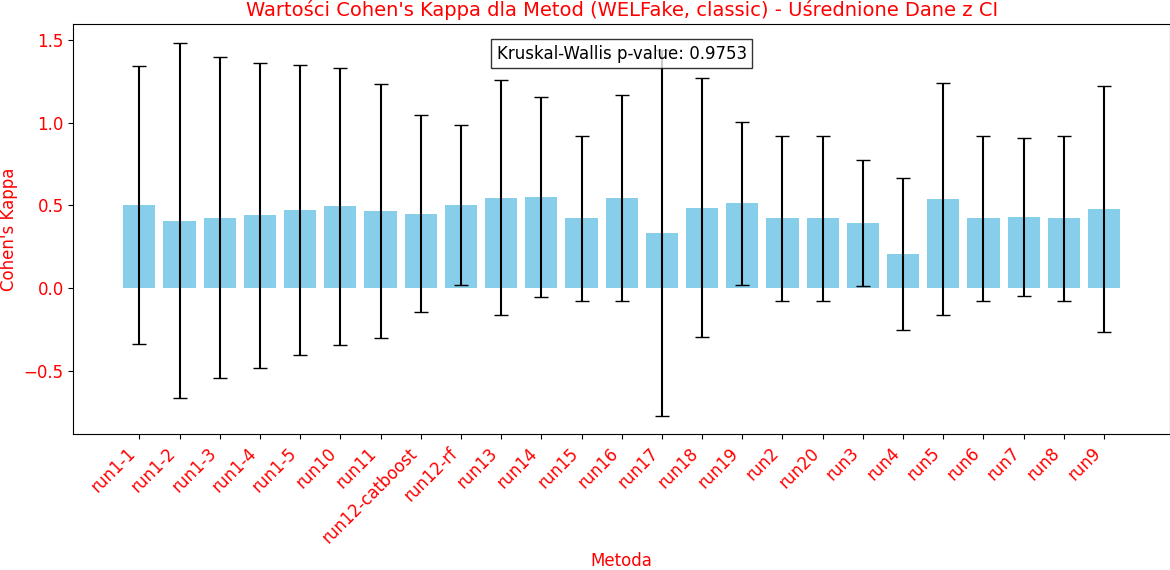 Wartości Cohen's Kappa dla Metod (WELFake, classic) - Uśrednione Dane z CI
Kruskal-Wallis p-value: 0.9753
Cohen's Kappa
1.5
1.0
0.5
0.0
−0.5
run1-1
run1-2
run1-3
run1-4
run1-5
run10
run11
run12-catboost
run12-rf
run13
run14
run15
run16
run17
run18
run19
run2
run20
run3
run4
run5
run6
run7
run8
run9
Metoda